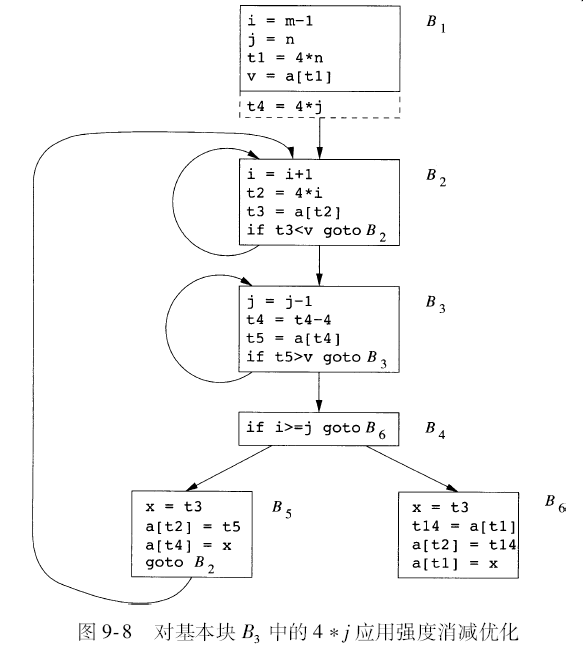 i = m-1
j = n
t1 = 4*n
v = a[t1]
t4 = 4*j
B1
i = i+1
t2 = 4*i
t3 = a[t2]
if t3<v goto B2
B2
j = j-1
t4 = t4-4
t5 = a[t4]
if t5>v goto B3
B3
if i>=j goto B6
B4
x = t3
a[t2] = t5
a[t4] = x
goto B2
B5
x = t3
t14 = a[t1]
a[t2] = t14
a[t1] = x
B6
图 9-8 对基本块 B3 中的 4 * j 应用强度消减优化